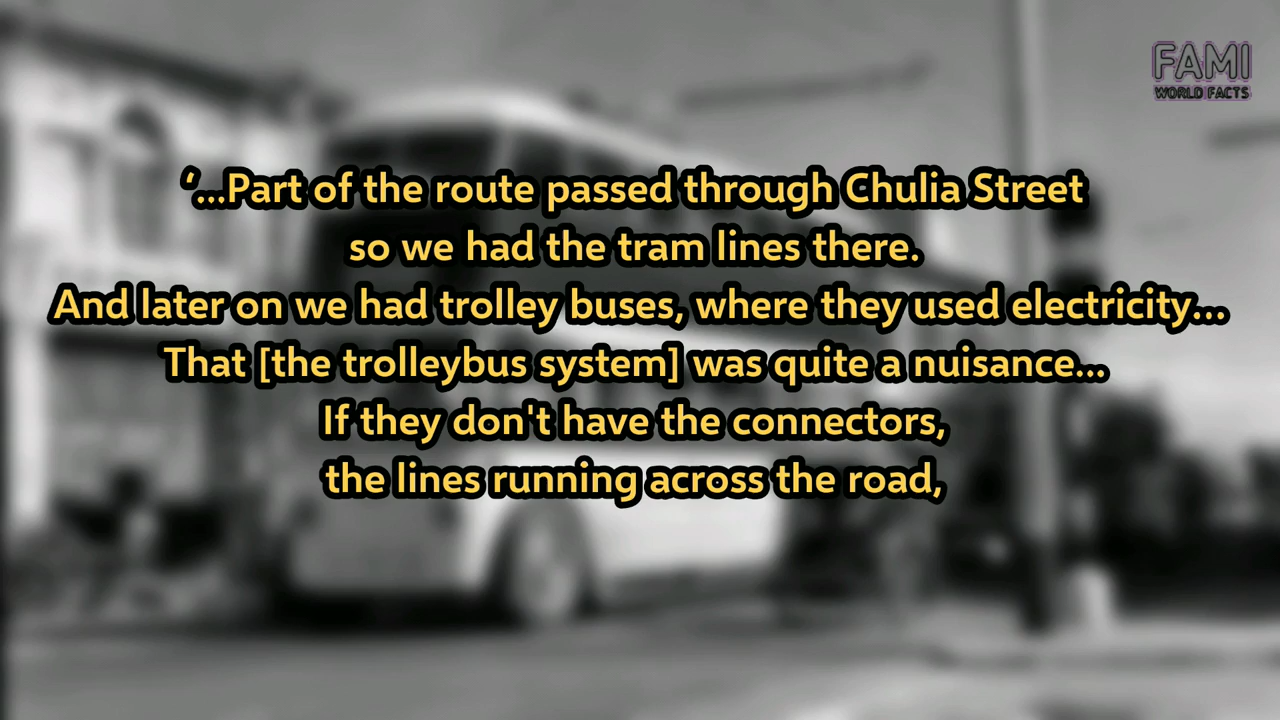 FAMI
WORLD FACTS
‘...Part of the route passed through Chulia Street
so we had the tram lines there.
And later on we had trolley buses, where they used electricity...
That [the trolleybus system] was quite a nuisance...
If they don't have the connectors,
the lines running across the road,